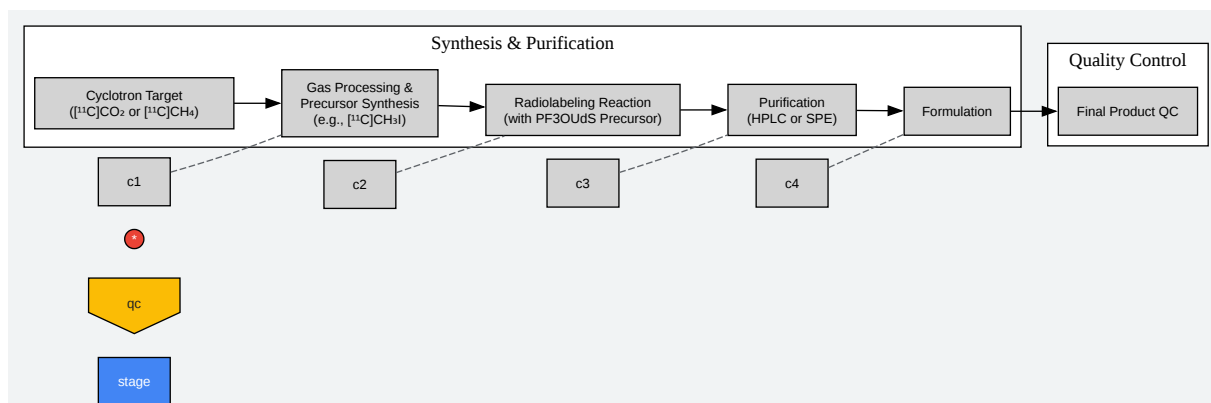 Synthesis & Purification
Quality Control
Cyclotron Target
([¹¹C]CO₂ or [¹¹C]CH₄)
Gas Processing &
Precursor Synthesis
(e.g., [¹¹C]CH₃I)
Radiolabeling Reaction
(with PF3OUdS Precursor)
Purification
(HPLC or SPE)
Formulation
Final Product QC
c1
c2
c3
c4
*
qc
stage